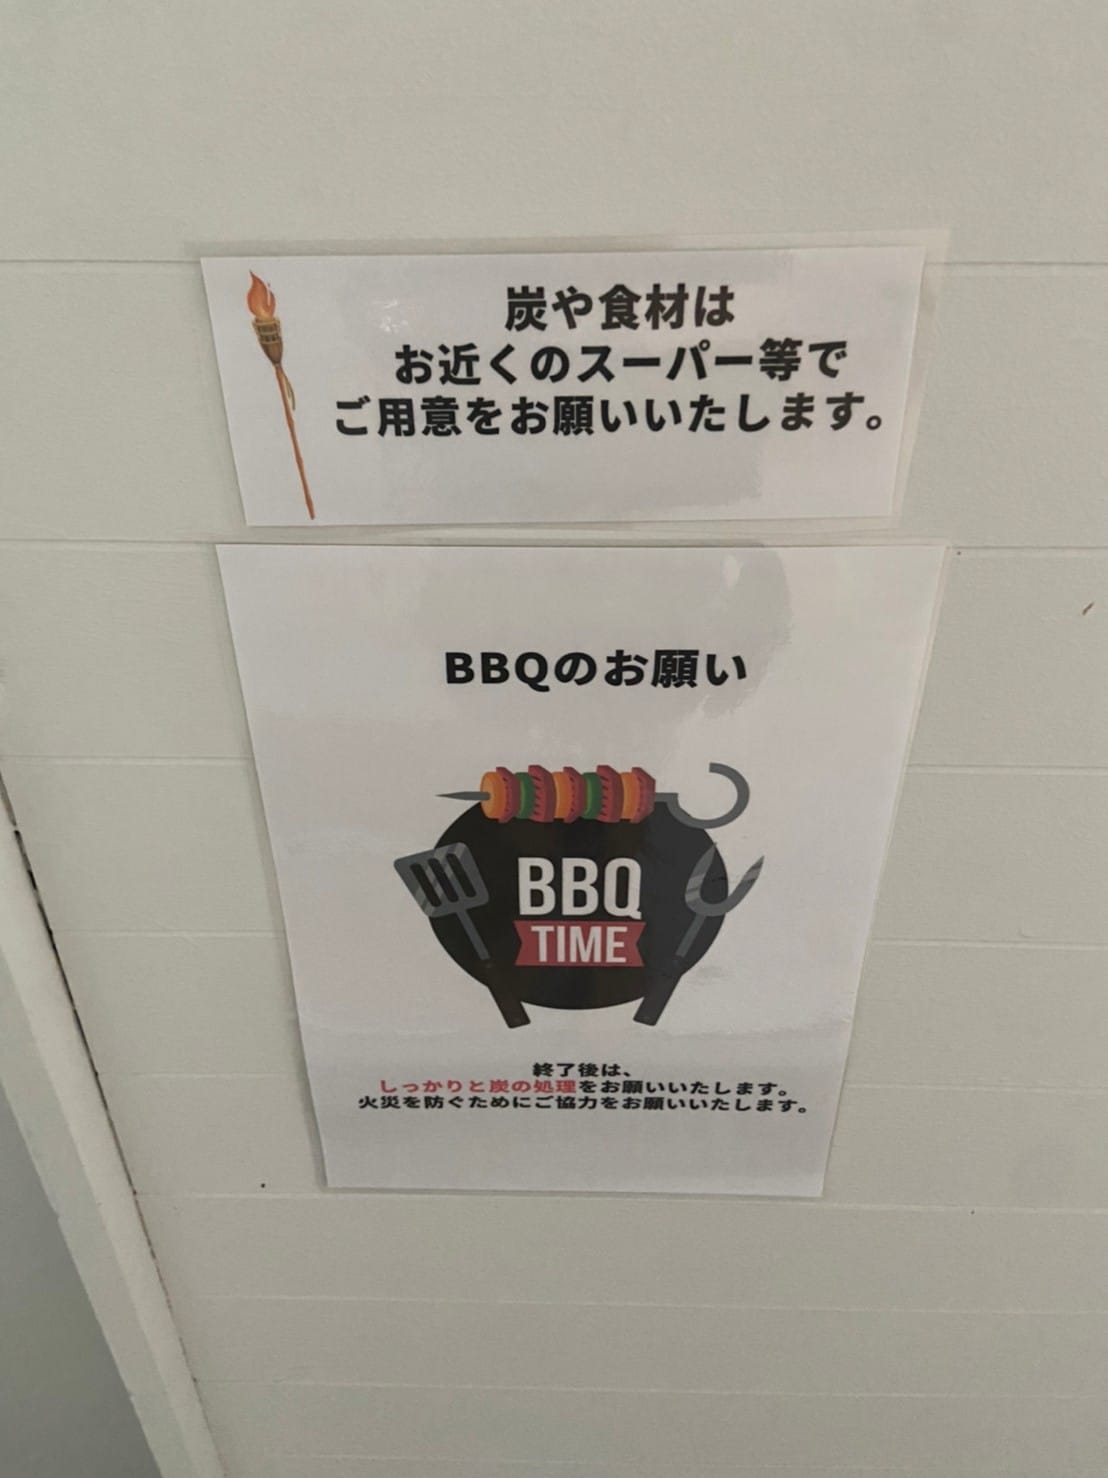 炭や食材は
お近くのスーパー等で
ご用意をお願いいたします。
BBQのお願い
BBQ
TIME
終了後は、
しっかりと炭の処理をお願いいたします。
火災を防ぐためにご協力をお願いいたします。